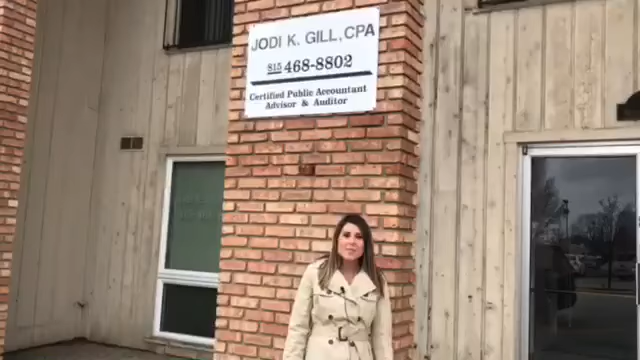 JODI K. GILL, CPA
815 468-8802
Certified Public Accountant
Advisor & Auditor